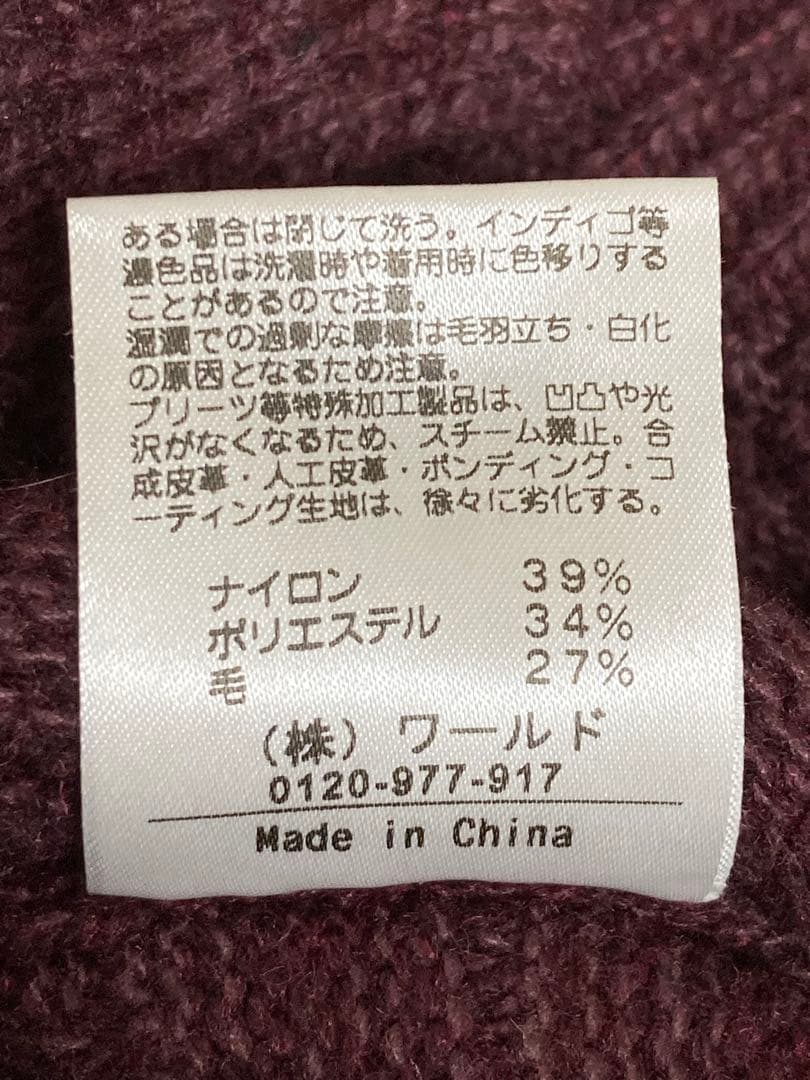 ある場合は閉じて洗う。インディゴ等
濃色品は洗濯時や着用時に色移りする
ことがあるので注意。
湿潤での過剰な摩擦は毛羽立ち・白化
の原因となるため注意。
プリーツ等特殊加工製品は、凹凸や光
沢がなくなるため、スチーム禁止。合
成皮革・人工皮革・ボンディング・コ
ーティング生地は、徐々に劣化する。
ナイロン 39%
ポリエステル 34%
毛 27%
(株) ワールド
0120-977-917
Made in China